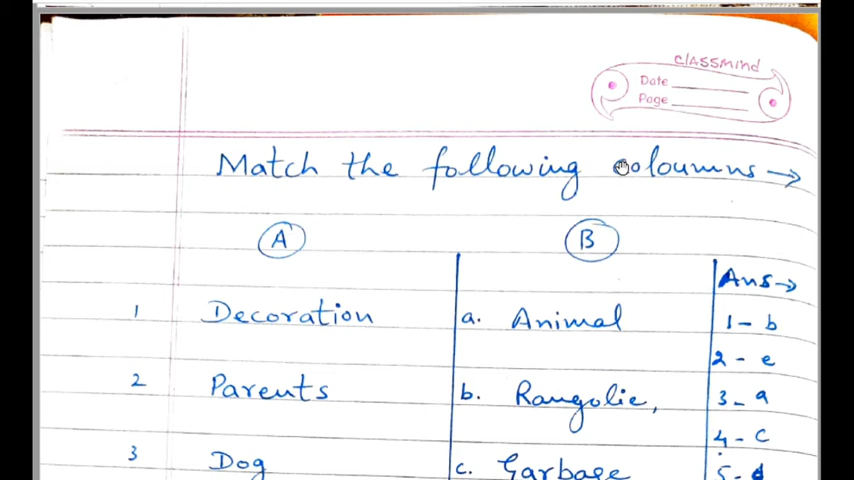 classmind
Date
Page
Match the following coloumns →
A B
Ans →
1 Decoration a. Animal 1 - b
2 - e
2 Parents b. Rangolie, 3 - a
4 - c
3 Dog c. Garbage 5 - d